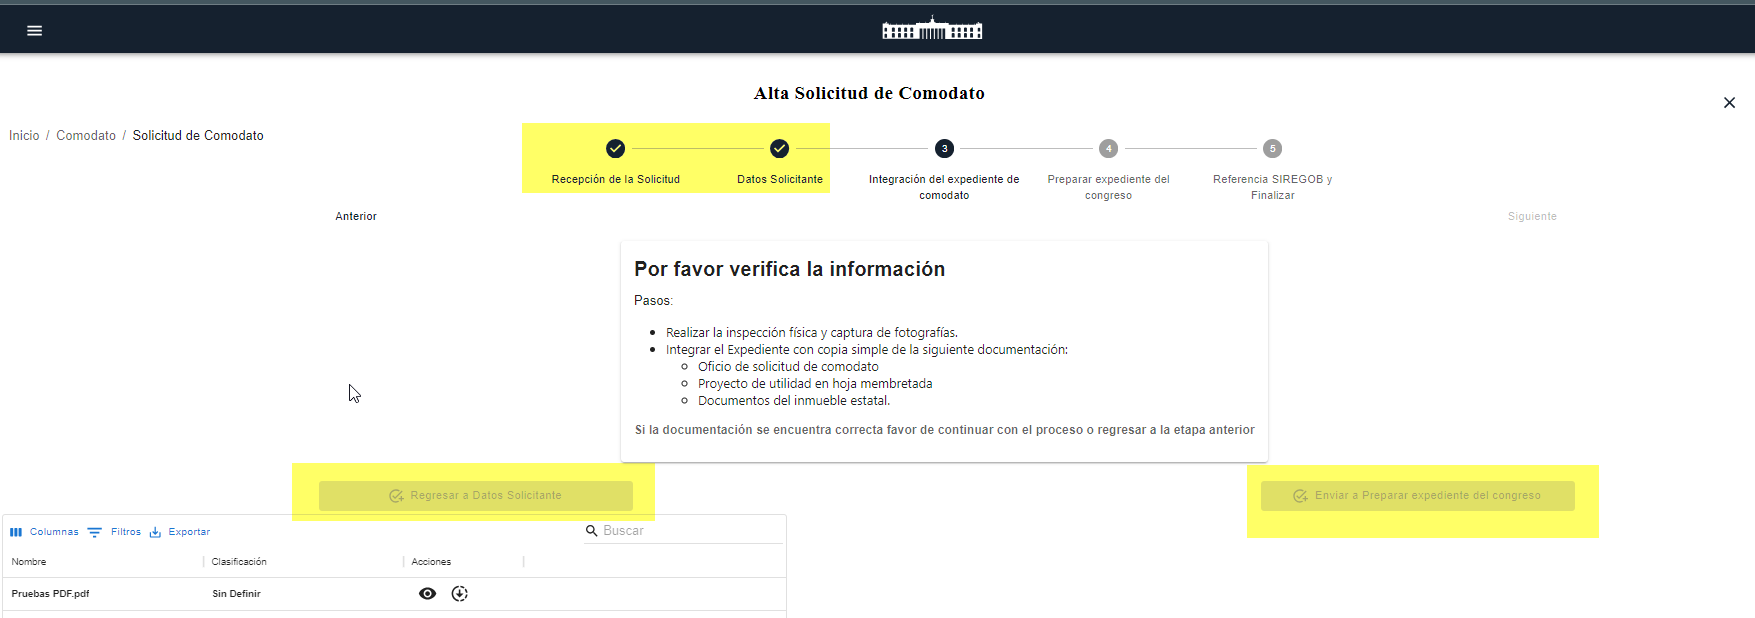 Alta Solicitud de Comodato
Inicio / Comodato / Solicitud de Comodato
3
4
5
Recepción de la Solicitud
Datos Solicitante
Integración del expediente de
comodato
Preparar expediente del
congreso
Referencia SIREGOB y
Finalizar
Anterior
Siguiente
Por favor verifica la información
Pasos:
Realizar la inspección física y captura de fotografías.
Integrar el Expediente con copia simple de la siguiente documentación:
Oficio de solicitud de comodato
Proyecto de utilidad en hoja membretada
Documentos del inmueble estatal.
Si la documentación se encuentra correcta favor de continuar con el proceso o regresar a la etapa anterior
Regresar a Datos Solicitante
Enviar a Preparar expediente del congreso
Columnas Filtros Exportar Buscar
Nombre Clasificación Acciones
Pruebas PDF.pdf Sin Definir